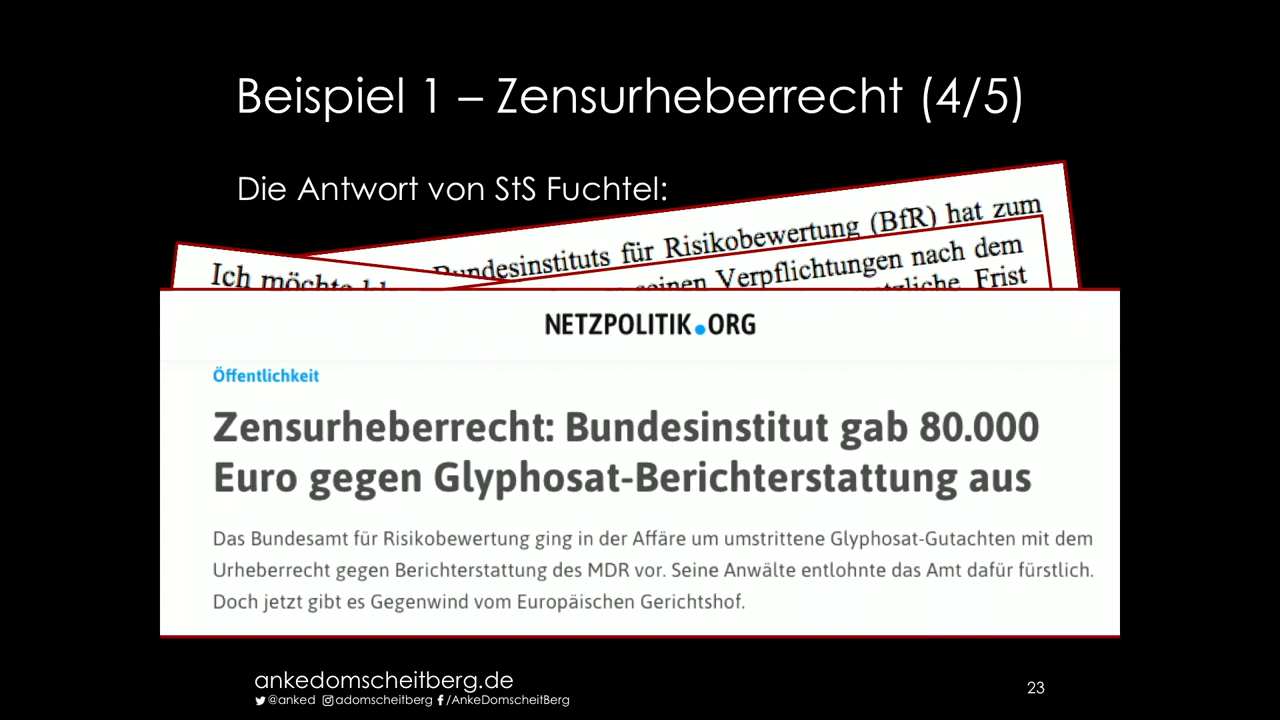 Beispiel 1 – Zensurheberrecht (4/5)
Die Antwort von StS Fuchtel:
Bundesinstituts für Risikobewertung (BfR) hat zum
Ich möchte
seinen Verpflichtungen nach dem
Frist
NETZPOLITIK.ORG
Öffentlichkeit
Zensurheberrecht: Bundesinstitut gab 80.000
Euro gegen Glyphosat-Berichterstattung aus
Das Bundesamt für Risikobewertung ging in der Affäre um umstrittene Glyphosat-Gutachten mit dem
Urheberrecht gegen Berichterstattung des MDR vor. Seine Anwälte entlohnte das Amt dafür fürstlich.
Doch jetzt gibt es Gegenwind vom Europäischen Gerichtshof.
ankedomscheitberg.de
@anked adomscheitberg /AnkeDomscheitBerg
23